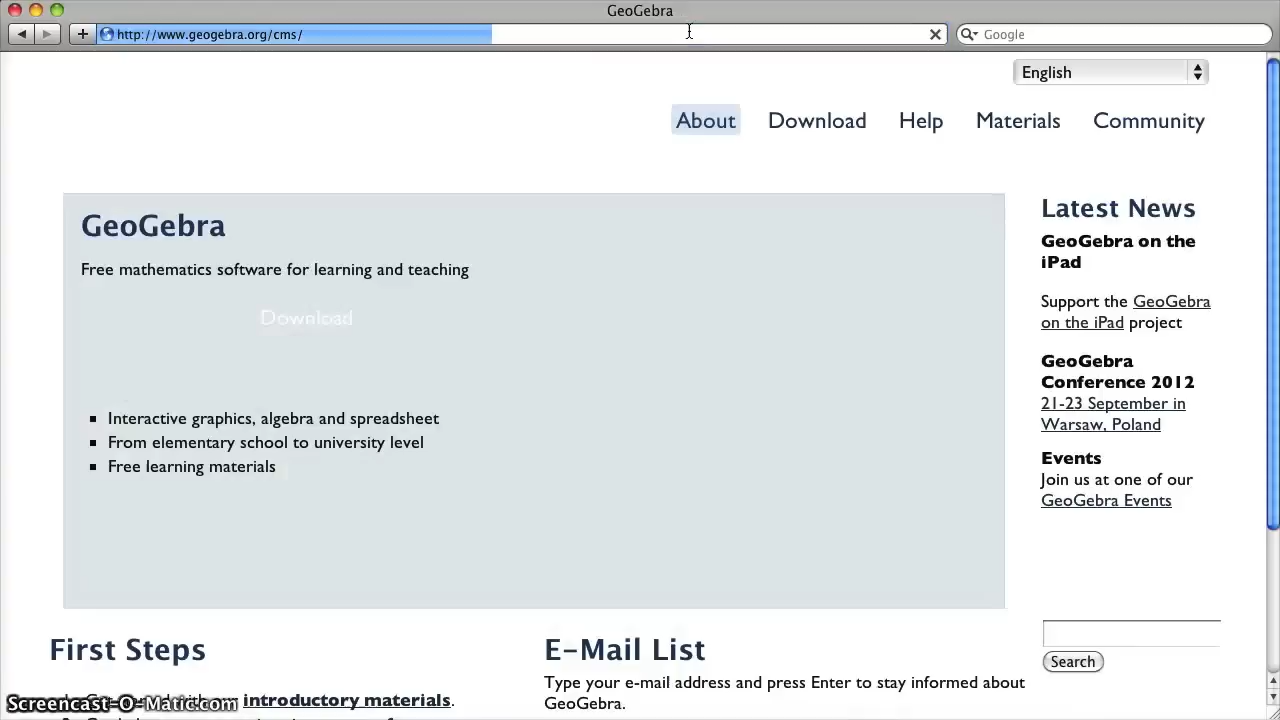 GeoGebra
http://www.geogebra.org/cms/
Google
English
About Download Help Materials Community
GeoGebra
Free mathematics software for learning and teaching
Download
Interactive graphics, algebra and spreadsheet
From elementary school to university level
Free learning materials
Latest News
GeoGebra on the
iPad
Support the GeoGebra
on the iPad project
GeoGebra
Conference 2012
21-23 September in
Warsaw, Poland
Events
Join us at one of our
GeoGebra Events
Search
First Steps
introductory materials.
E-Mail List
Type your e-mail address and press Enter to stay informed about
GeoGebra.
Screencast-O-Matic.com